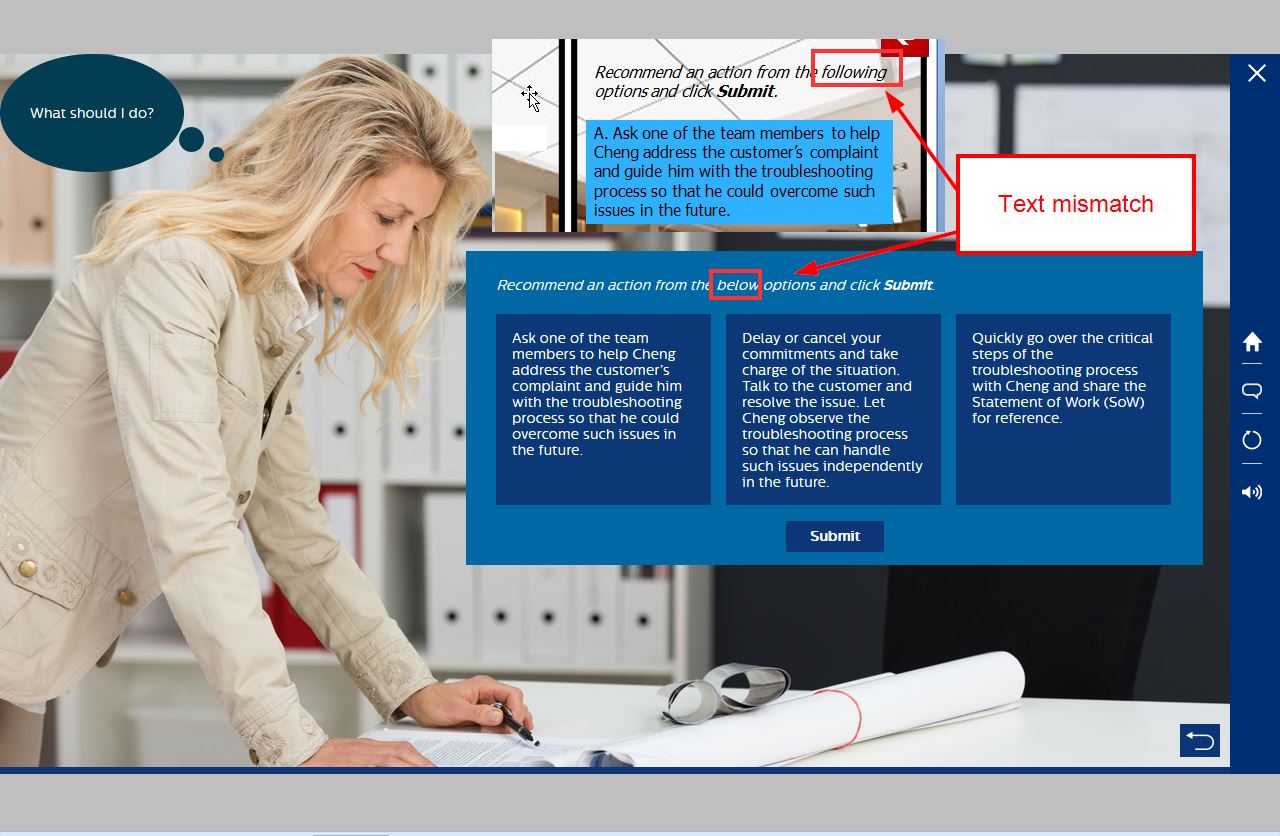 What should I do?
Recommend an action from the following
options and click Submit.
A. Ask one of the team members to help
Cheng address the customer's complaint
and guide him with the troubleshooting
process so that he could overcome such
issues in the future.
Text mismatch
Recommend an action from the below options and click Submit.
Ask one of the team
members to help Cheng
address the customer's
complaint and guide him
with the troubleshooting
process so that he could
overcome such issues in
the future.
Delay or cancel your
commitments and take
charge of the situation.
Talk to the customer and
resolve the issue. Let
Cheng observe the
troubleshooting process
so that he can handle
such issues independently
in the future.
Quickly go over the critical
steps of the
troubleshooting process
with Cheng and share the
Statement of Work (SoW)
for reference.
Submit